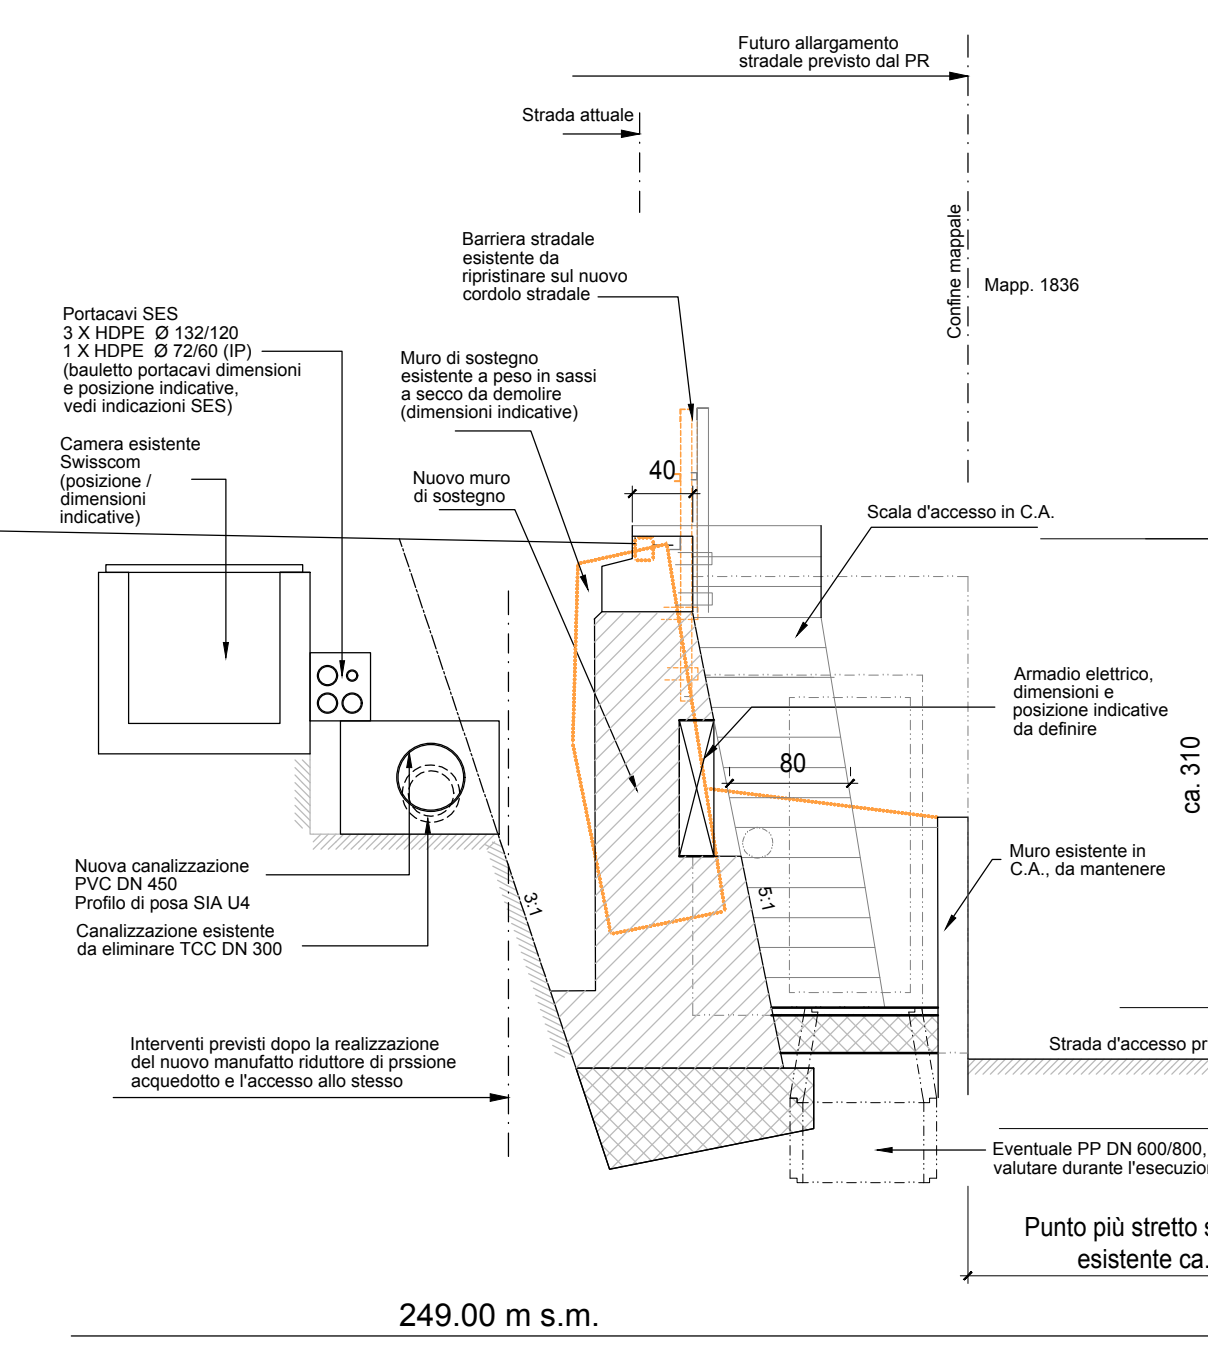 Futuro allargamento
stradale previsto dal PR
Strada attuale
Confine mappale
Mapp. 1836
Barriera stradale
esistente da
ripristinare sul nuovo
cordolo stradale
Portacavi SES
3 X HDPE Ø 132/120
1 X HDPE Ø 72/60 (IP)
(bauletto portacavi dimensioni
e posizione indicative,
vedi indicazioni SES)
Muro di sostegno
esistente a peso in sassi
a secco da demolire
(dimensioni indicative)
Camera esistente
Swisscom
(posizione /
dimensioni
indicative)
Nuovo muro
di sostegno
40
Scala d'accesso in C.A.
Armadio elettrico,
dimensioni e
posizione indicative
da definire
80
ca. 310
Muro esistente in
C.A., da mantenere
Nuova canalizzazione
PVC DN 450
Profilo di posa SIA U4
Canalizzazione esistente
da eliminare TCC DN 300
3:1
5:1
Interventi previsti dopo la realizzazione
del nuovo manufatto riduttore di prssione
acquedotto e l'accesso allo stesso
Strada d'accesso pr
Eventuale PP DN 600/800,
valutare durante l'esecuzion
Punto più stretto s
esistente ca.
249.00 m s.m.